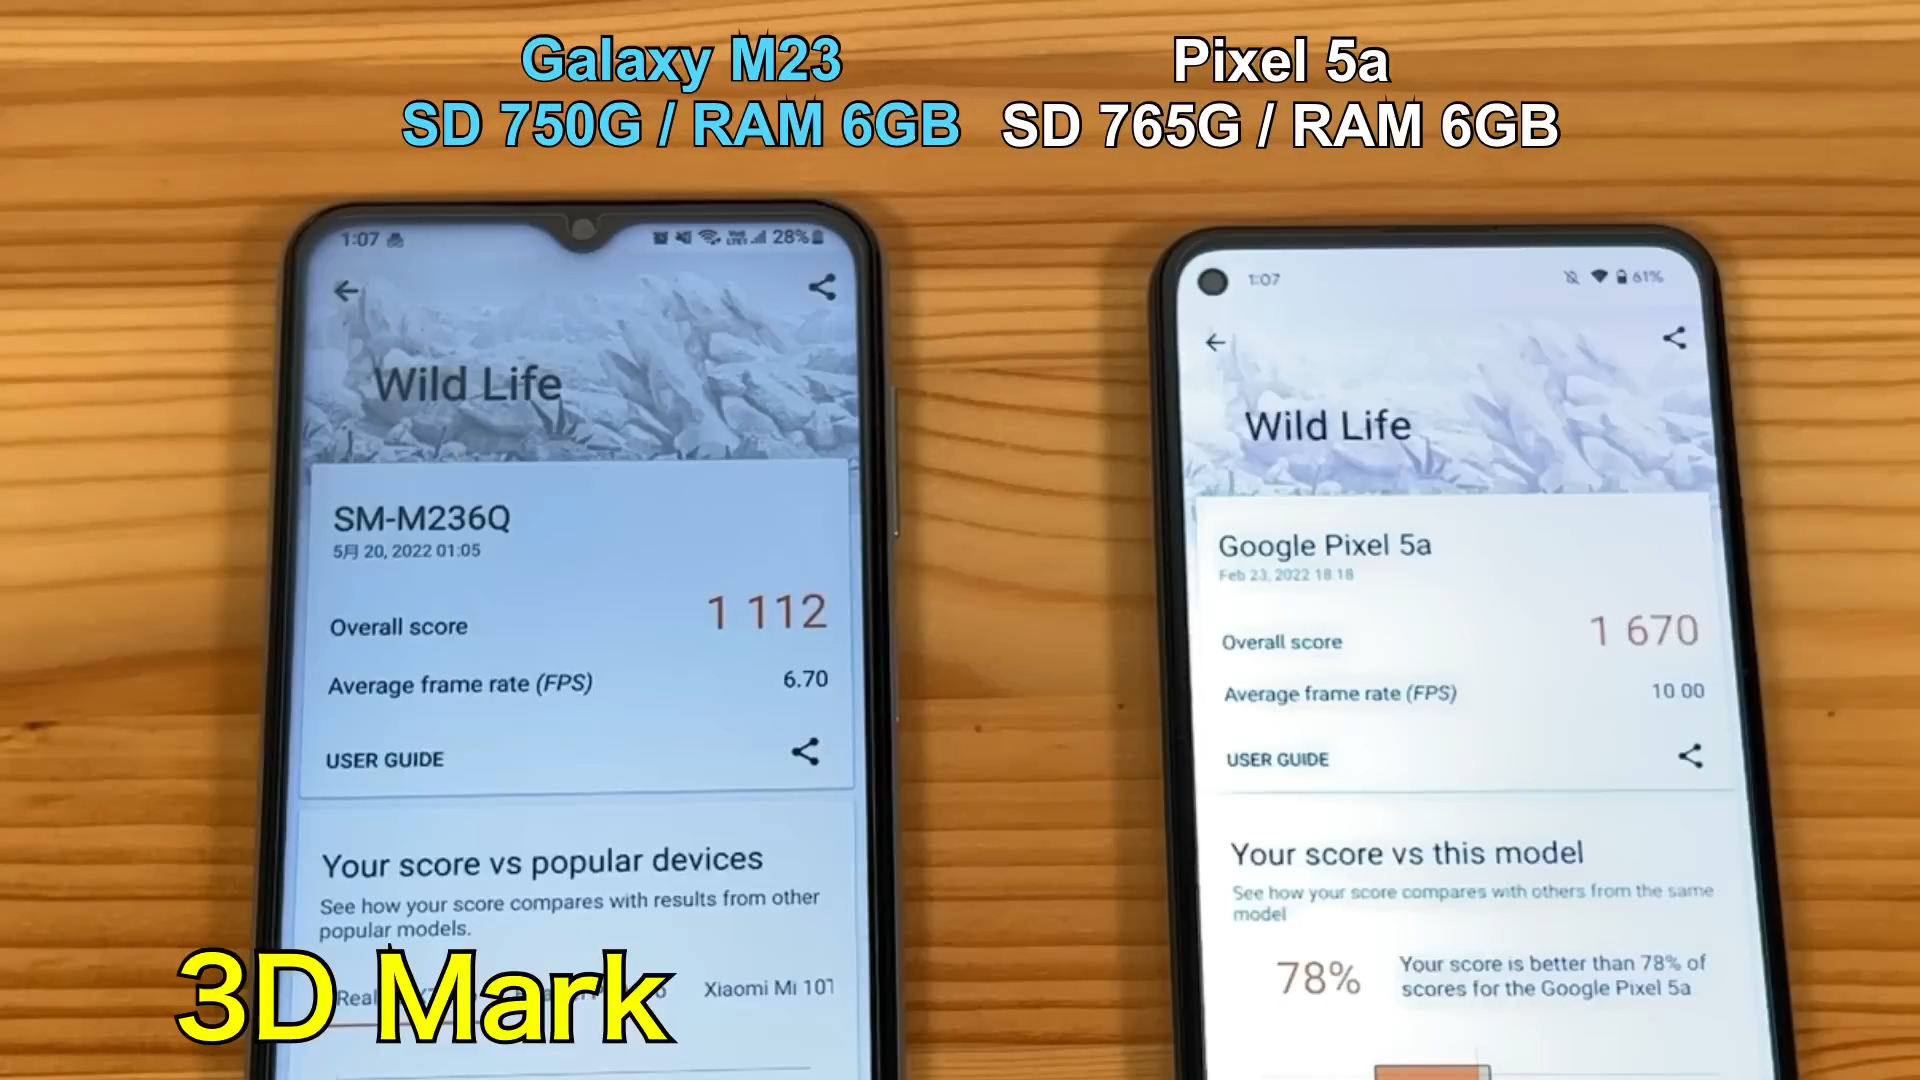 Galaxy M23
SD 750G / RAM 6GB
Pixel 5a
SD 765G / RAM 6GB
1:07
28%
Wild Life
SM-M236Q
5月 20, 2022 01:05
Overall score
1 112
Average frame rate (FPS)
6.70
USER GUIDE
Your score vs popular devices
See how your score compares with results from other
popular models.
Xiaomi Mi 10T
3D Mark
1:07
61%
Wild Life
Google Pixel 5a
Feb 23, 2022 18:18
Overall score
1 670
Average frame rate (FPS)
10 00
USER GUIDE
Your score vs this model
See how your score compares with others from the same
model
78%
Your score is better than 78% of
scores for the Google Pixel 5a